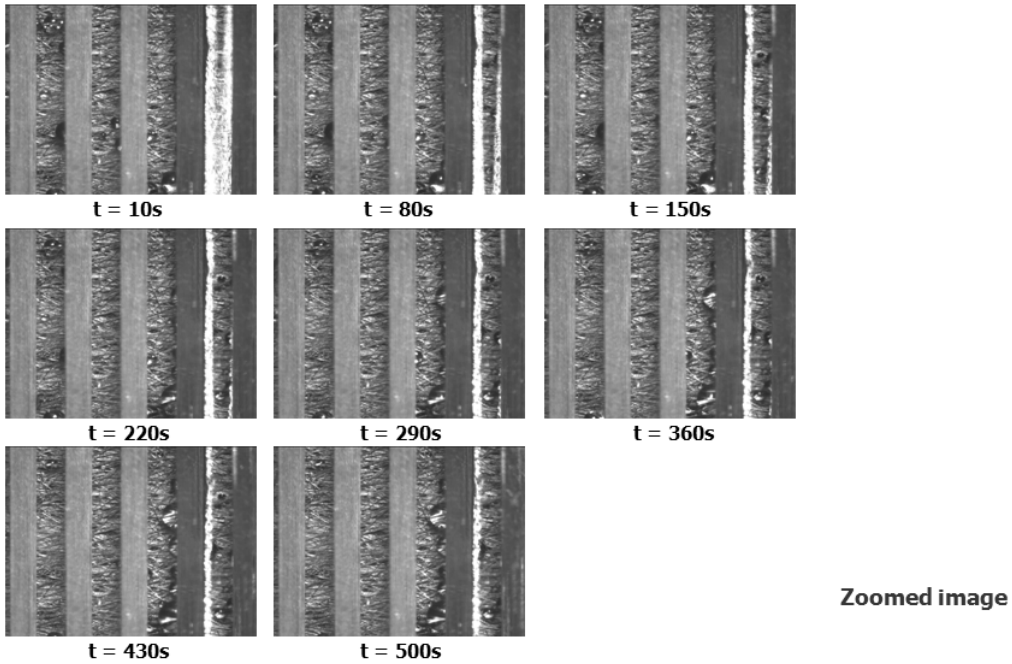 t = 10s
t = 80s
t = 150s
t = 220s
t = 290s
t = 360s
t = 430s
t = 500s
Zoomed image